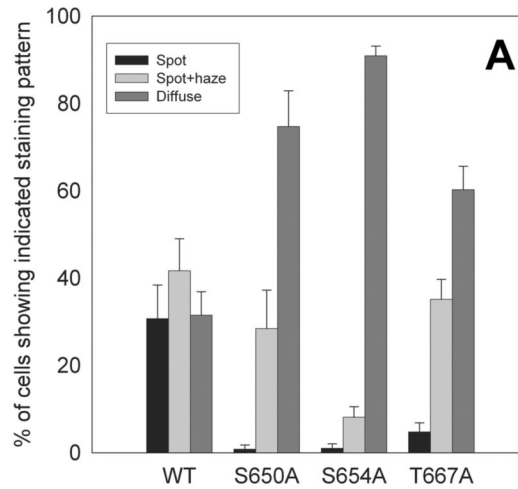 A
Spot
Spot+haze
Diffuse
% of cells showing indicated staining pattern
100
80
60
40
20
0
WT S650A S654A T667A